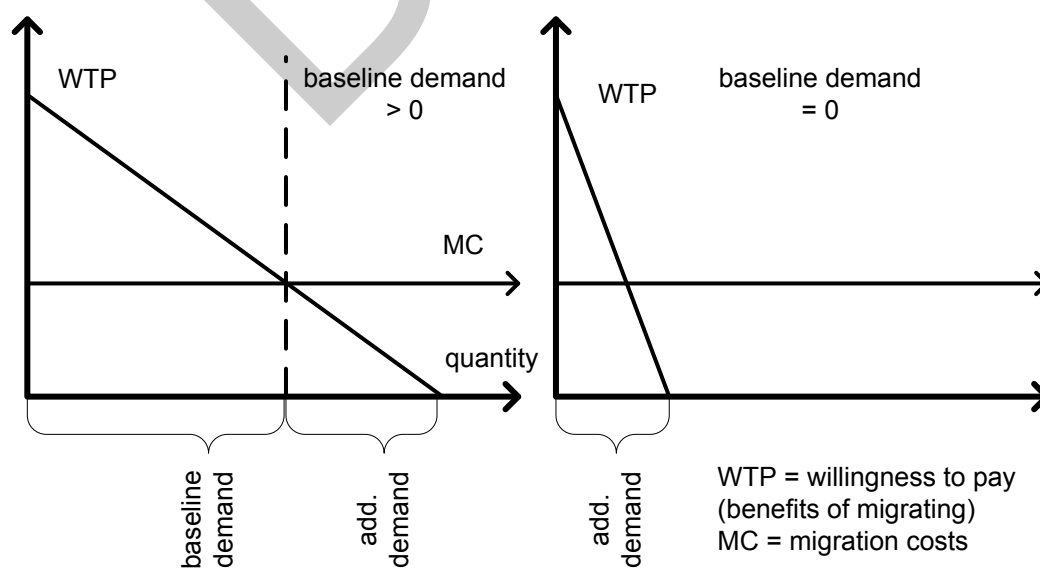 WTP
baseline demand
> 0
MC
quantity
baseline
demand
add.
demand
WTP
baseline demand
= 0
add.
demand
WTP = willingness to pay
(benefits of migrating)
MC = migration costs